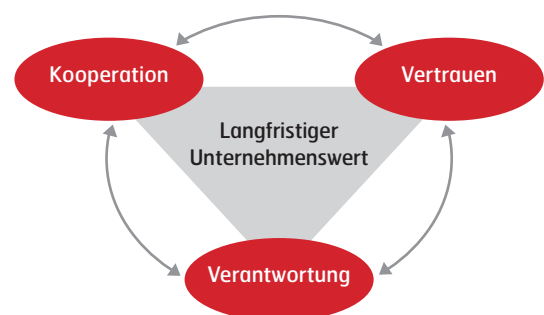 Kooperation
Vertrauen
Langfristiger
Unternehmenswert
Verantwortung